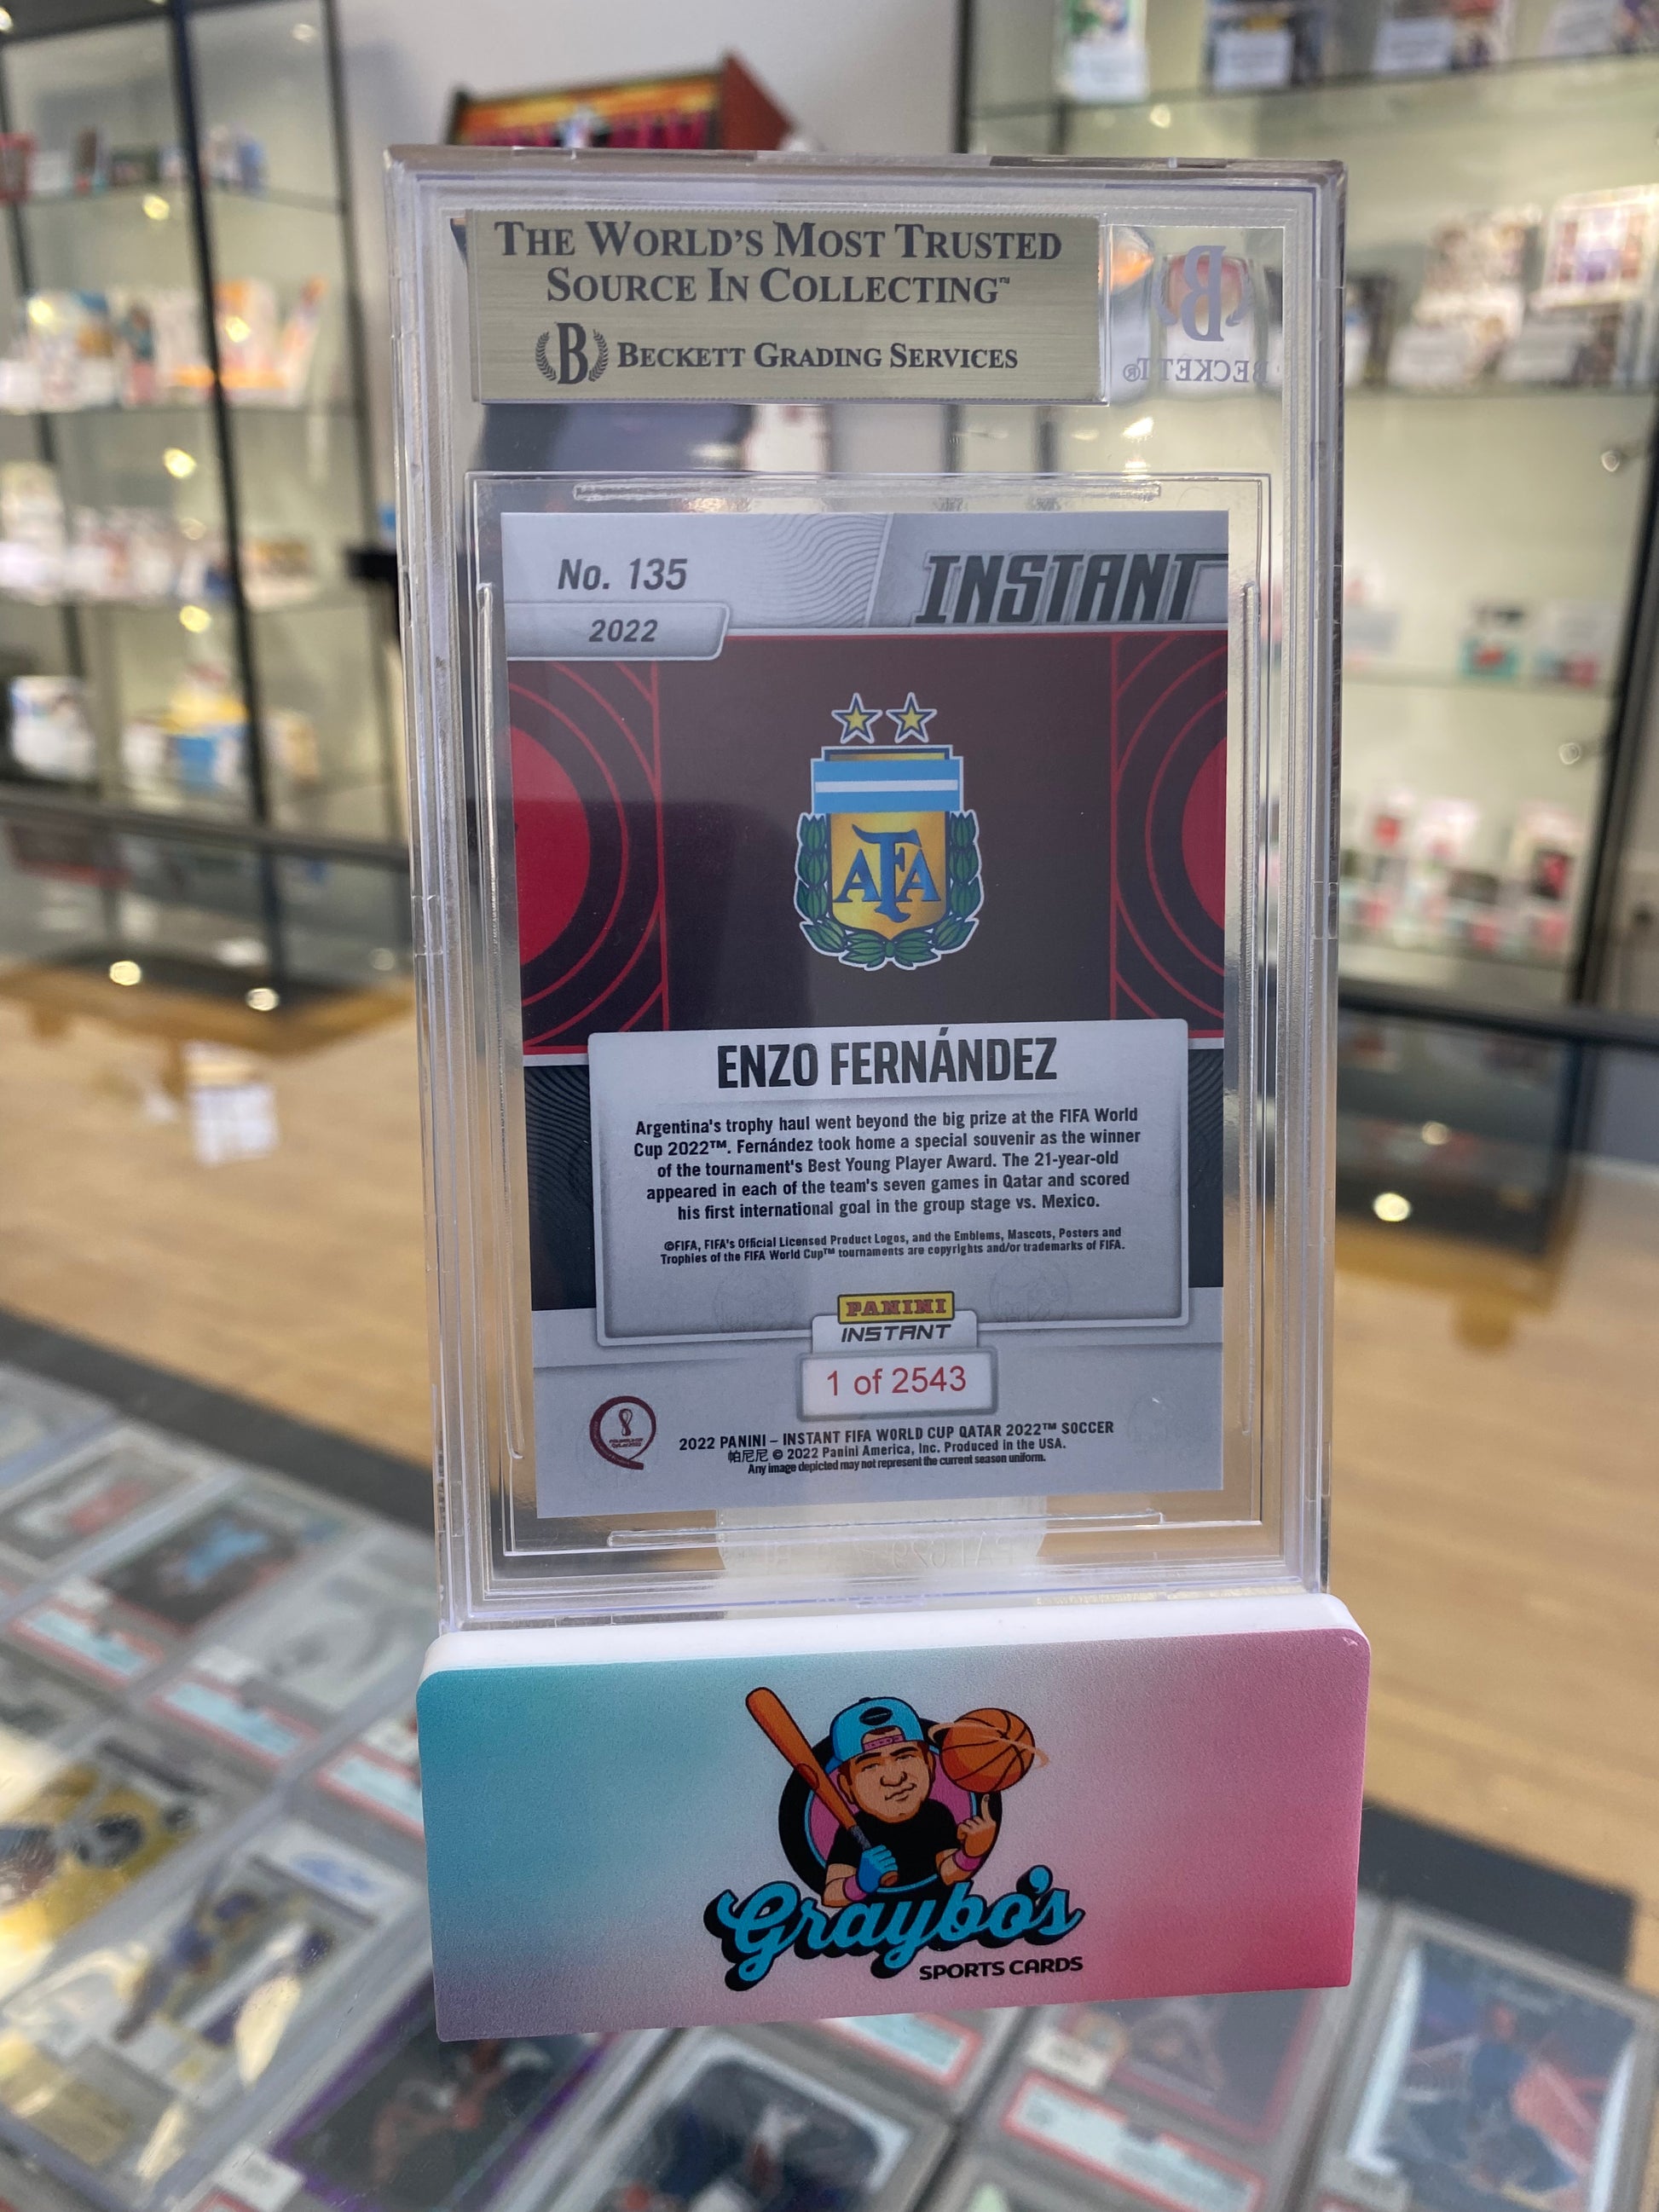 THE WORLD'S MOST TRUSTED
SOURCE IN COLLECTING™
B BECKETT GRADING SERVICES
B
BECKETT®
No. 135
INSTANT
2022
AFA
ENZO FERNÁNDEZ
Argentina's trophy haul went beyond the big prize at the FIFA World
Cup 2022™. Fernández took home a special souvenir as the winner
of the tournament's Best Young Player Award. The 21-year-old
appeared in each of the team's seven games in Qatar and scored
his first international goal in the group stage vs. Mexico.
©FIFA, FIFA's Official Licensed Product Logos, and the Emblems, Mascots, Posters and
Trophies of the FIFA World Cup™ tournaments are copyrights and/or trademarks of FIFA.
PANINI
INSTANT
1 of 2543
2022 PANINI – INSTANT FIFA WORLD CUP QATAR 2022™ SOCCER
帕尼尼 © 2022 Panini America, Inc. Produced in the USA.
Any image depicted may not represent the current season uniform.
Graybo's
SPORTS CARDS